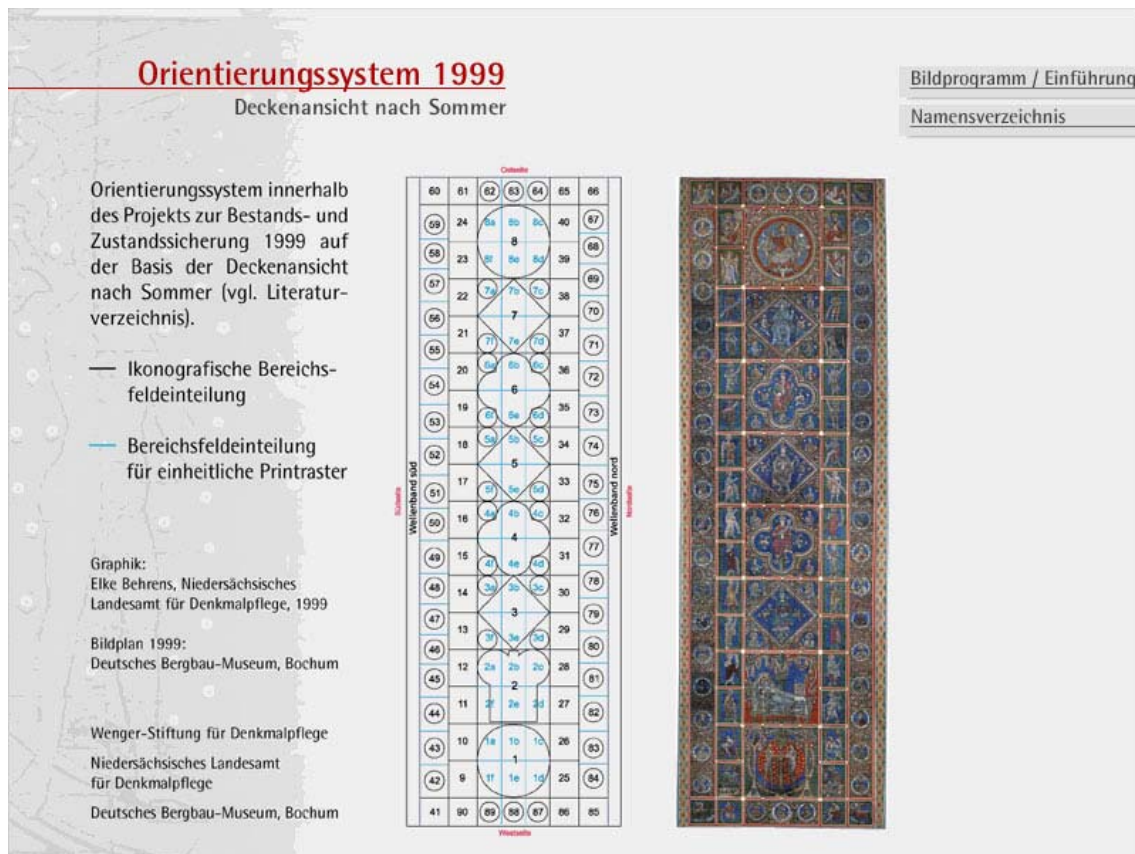 Orientierungssystem 1999
Deckenansicht nach Sommer
Bildprogramm / Einführung
Namensverzeichnis
Orientierungssystem innerhalb
des Projekts zur Bestands- und
Zustandssicherung 1999 auf
der Basis der Deckenansicht
nach Sommer (vgl. Literatur-
verzeichnis).
Ikonografische Bereichs-
feldeinteilung
Bereichsfeldeinteilung
für einheitliche Printraster
Graphik:
Elke Behrens, Niedersächsisches
Landesamt für Denkmalpflege, 1999
Bildplan 1999:
Deutsches Bergbau-Museum, Bochum
Wenger-Stiftung für Denkmalpflege
Niedersächsisches Landesamt
für Denkmalpflege
Deutsches Bergbau-Museum, Bochum
Ostseite
60 61 62 63 64 65 66
59 24 8a 8b 8c 40 67
8
58 23 8f 8e 8d 39 68
57 22 7a 7b 7c 38 69
56 7 70
55 21 7f 7e 7d 37 71
54 20 6a 6b 6c 36 72
6
53 19 6f 6e 6d 35 73
52 18 5a 5b 5c 34 74
5
51 17 5f 5e 5d 33 75
50 16 4a 4b 4c 32 76
4
49 15 4f 4e 4d 31 77
48 14 3a 3b 3c 30 78
47 3 79
46 13 3f 3e 3d 29 80
45 12 2a 2b 2c 28 81
2
44 11 2f 2e 2d 27 82
43 10 1a 1b 1c 26 83
1
42 9 1f 1e 1d 25 84
41 90 89 88 87 86 85
Westseite
Südseite
Wellenband süd
Wellenband nord
Nordseite